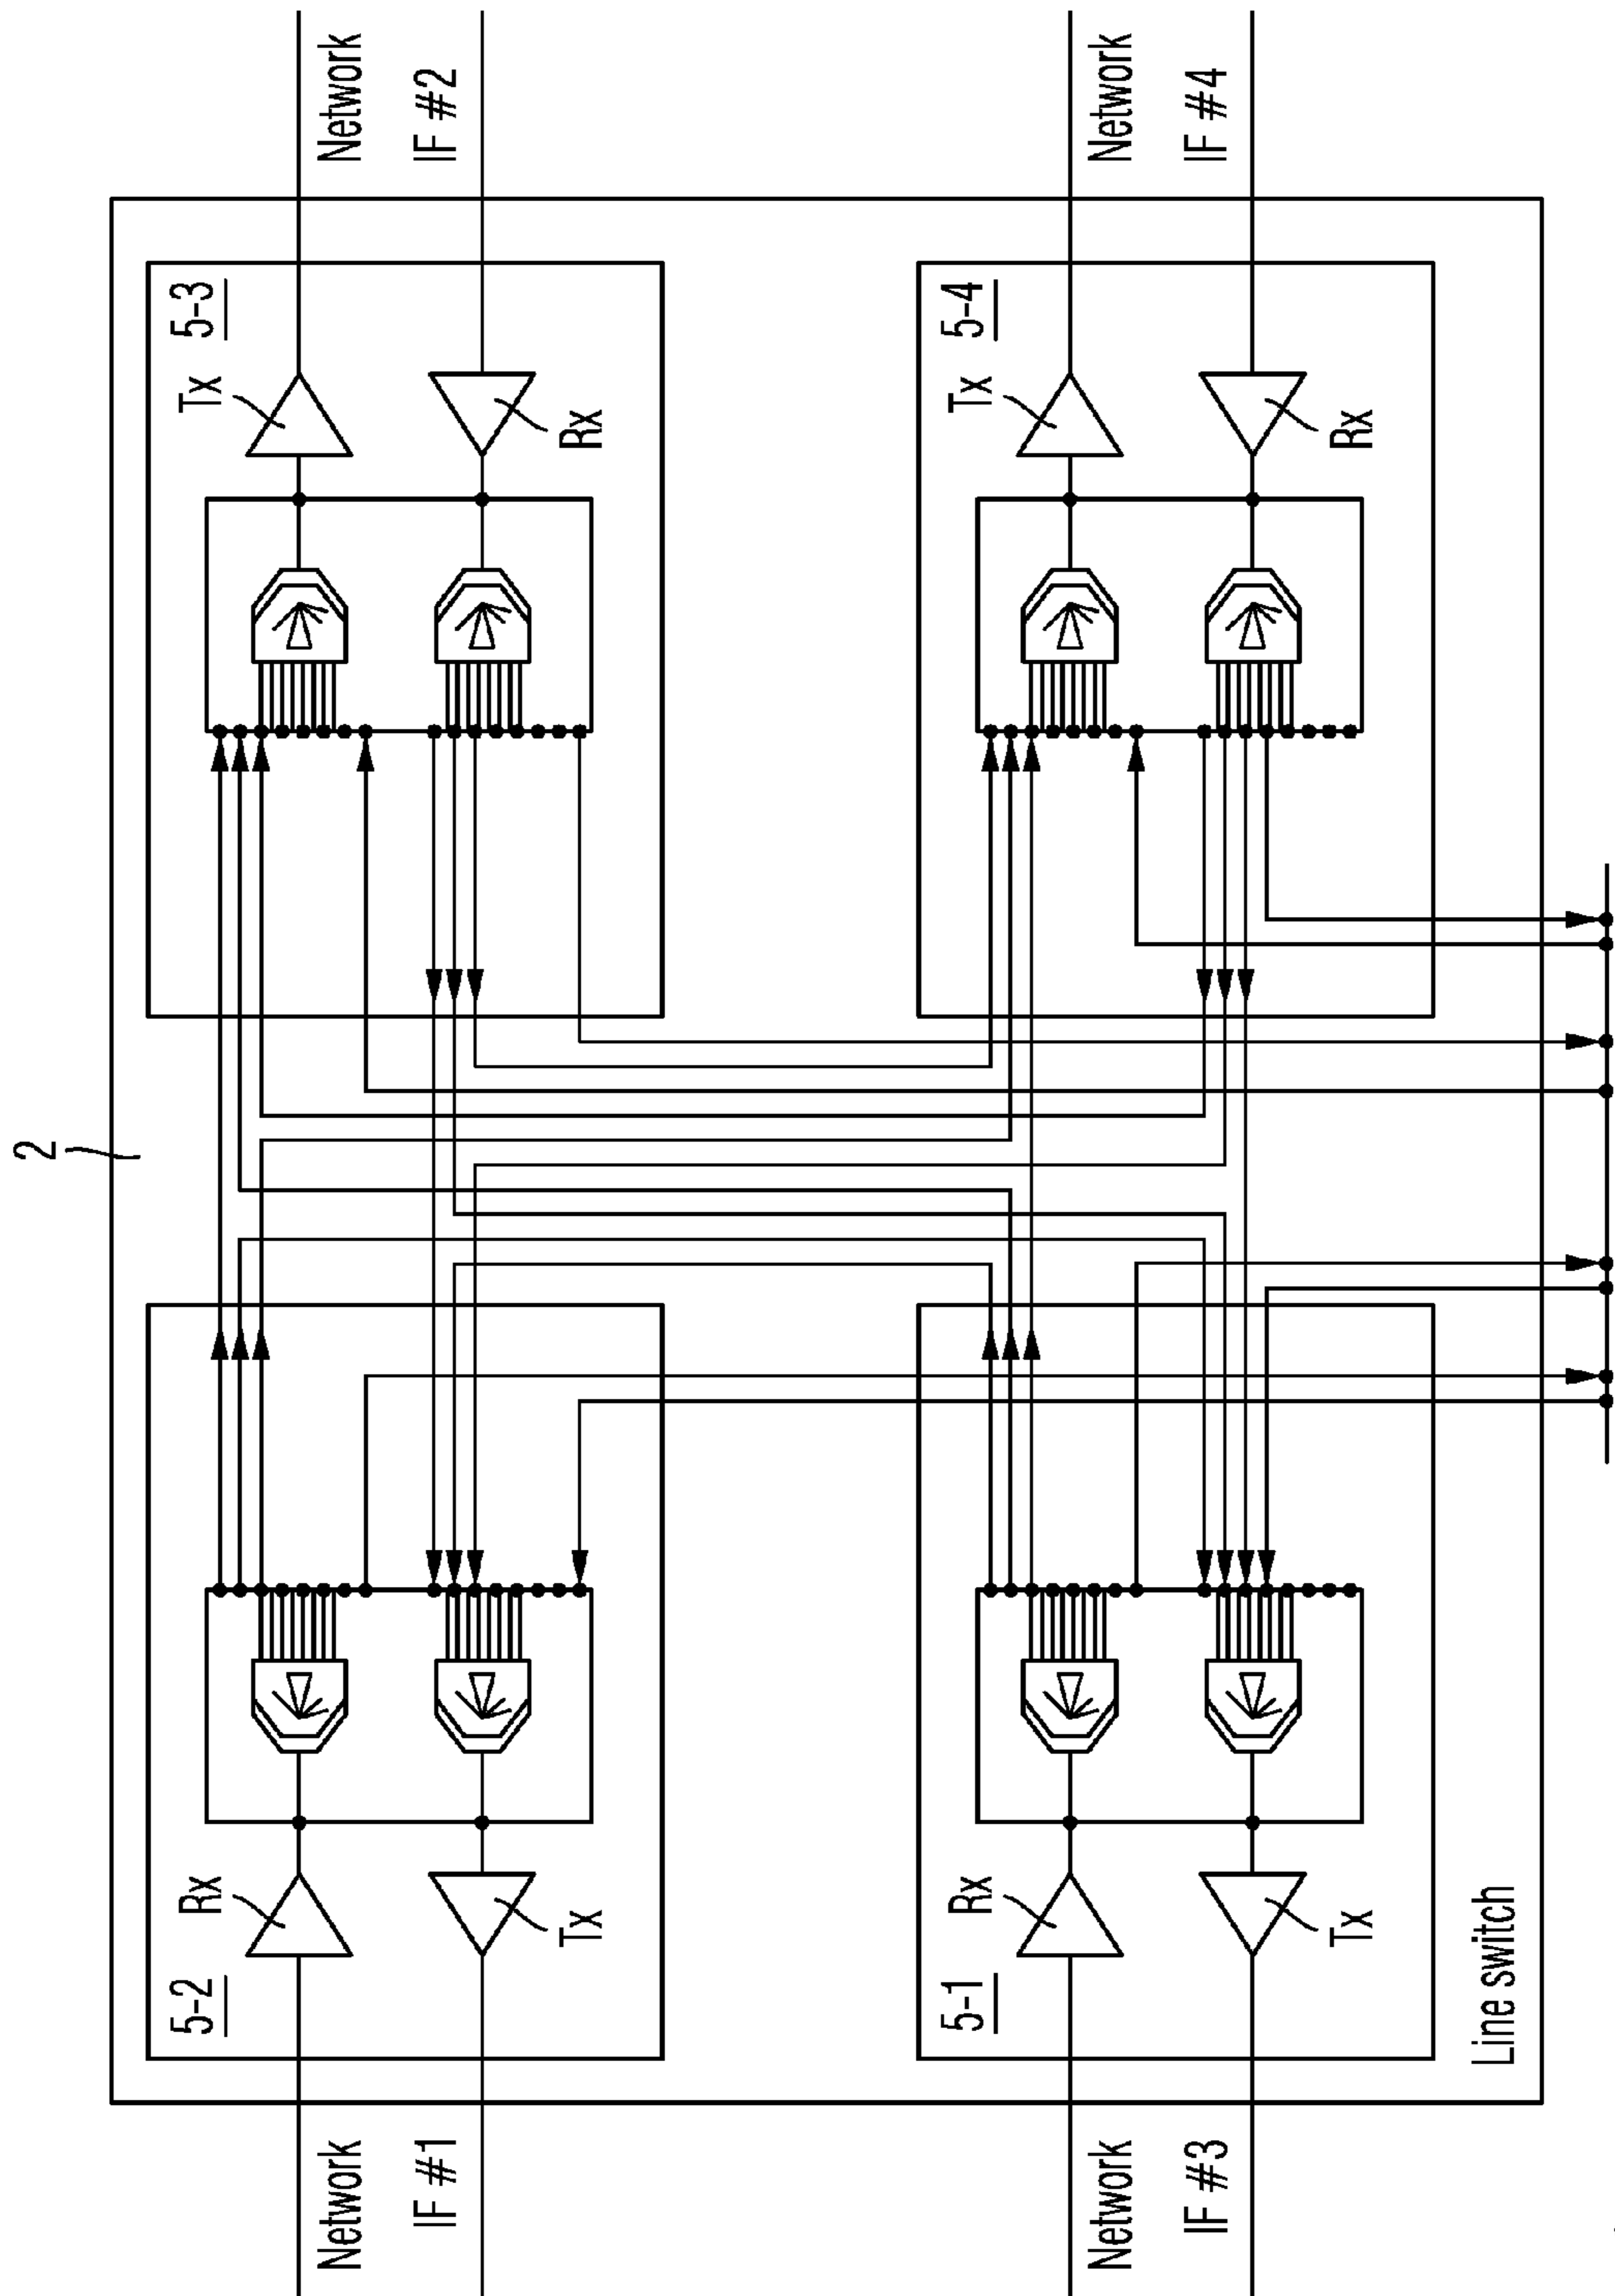 2
Network
IF #1
5-2
Rx
Tx
5-3
Tx
Rx
Network
IF #2
Network
IF #3
5-1
Rx
Tx
5-4
Tx
Rx
Network
IF #4
Line switch